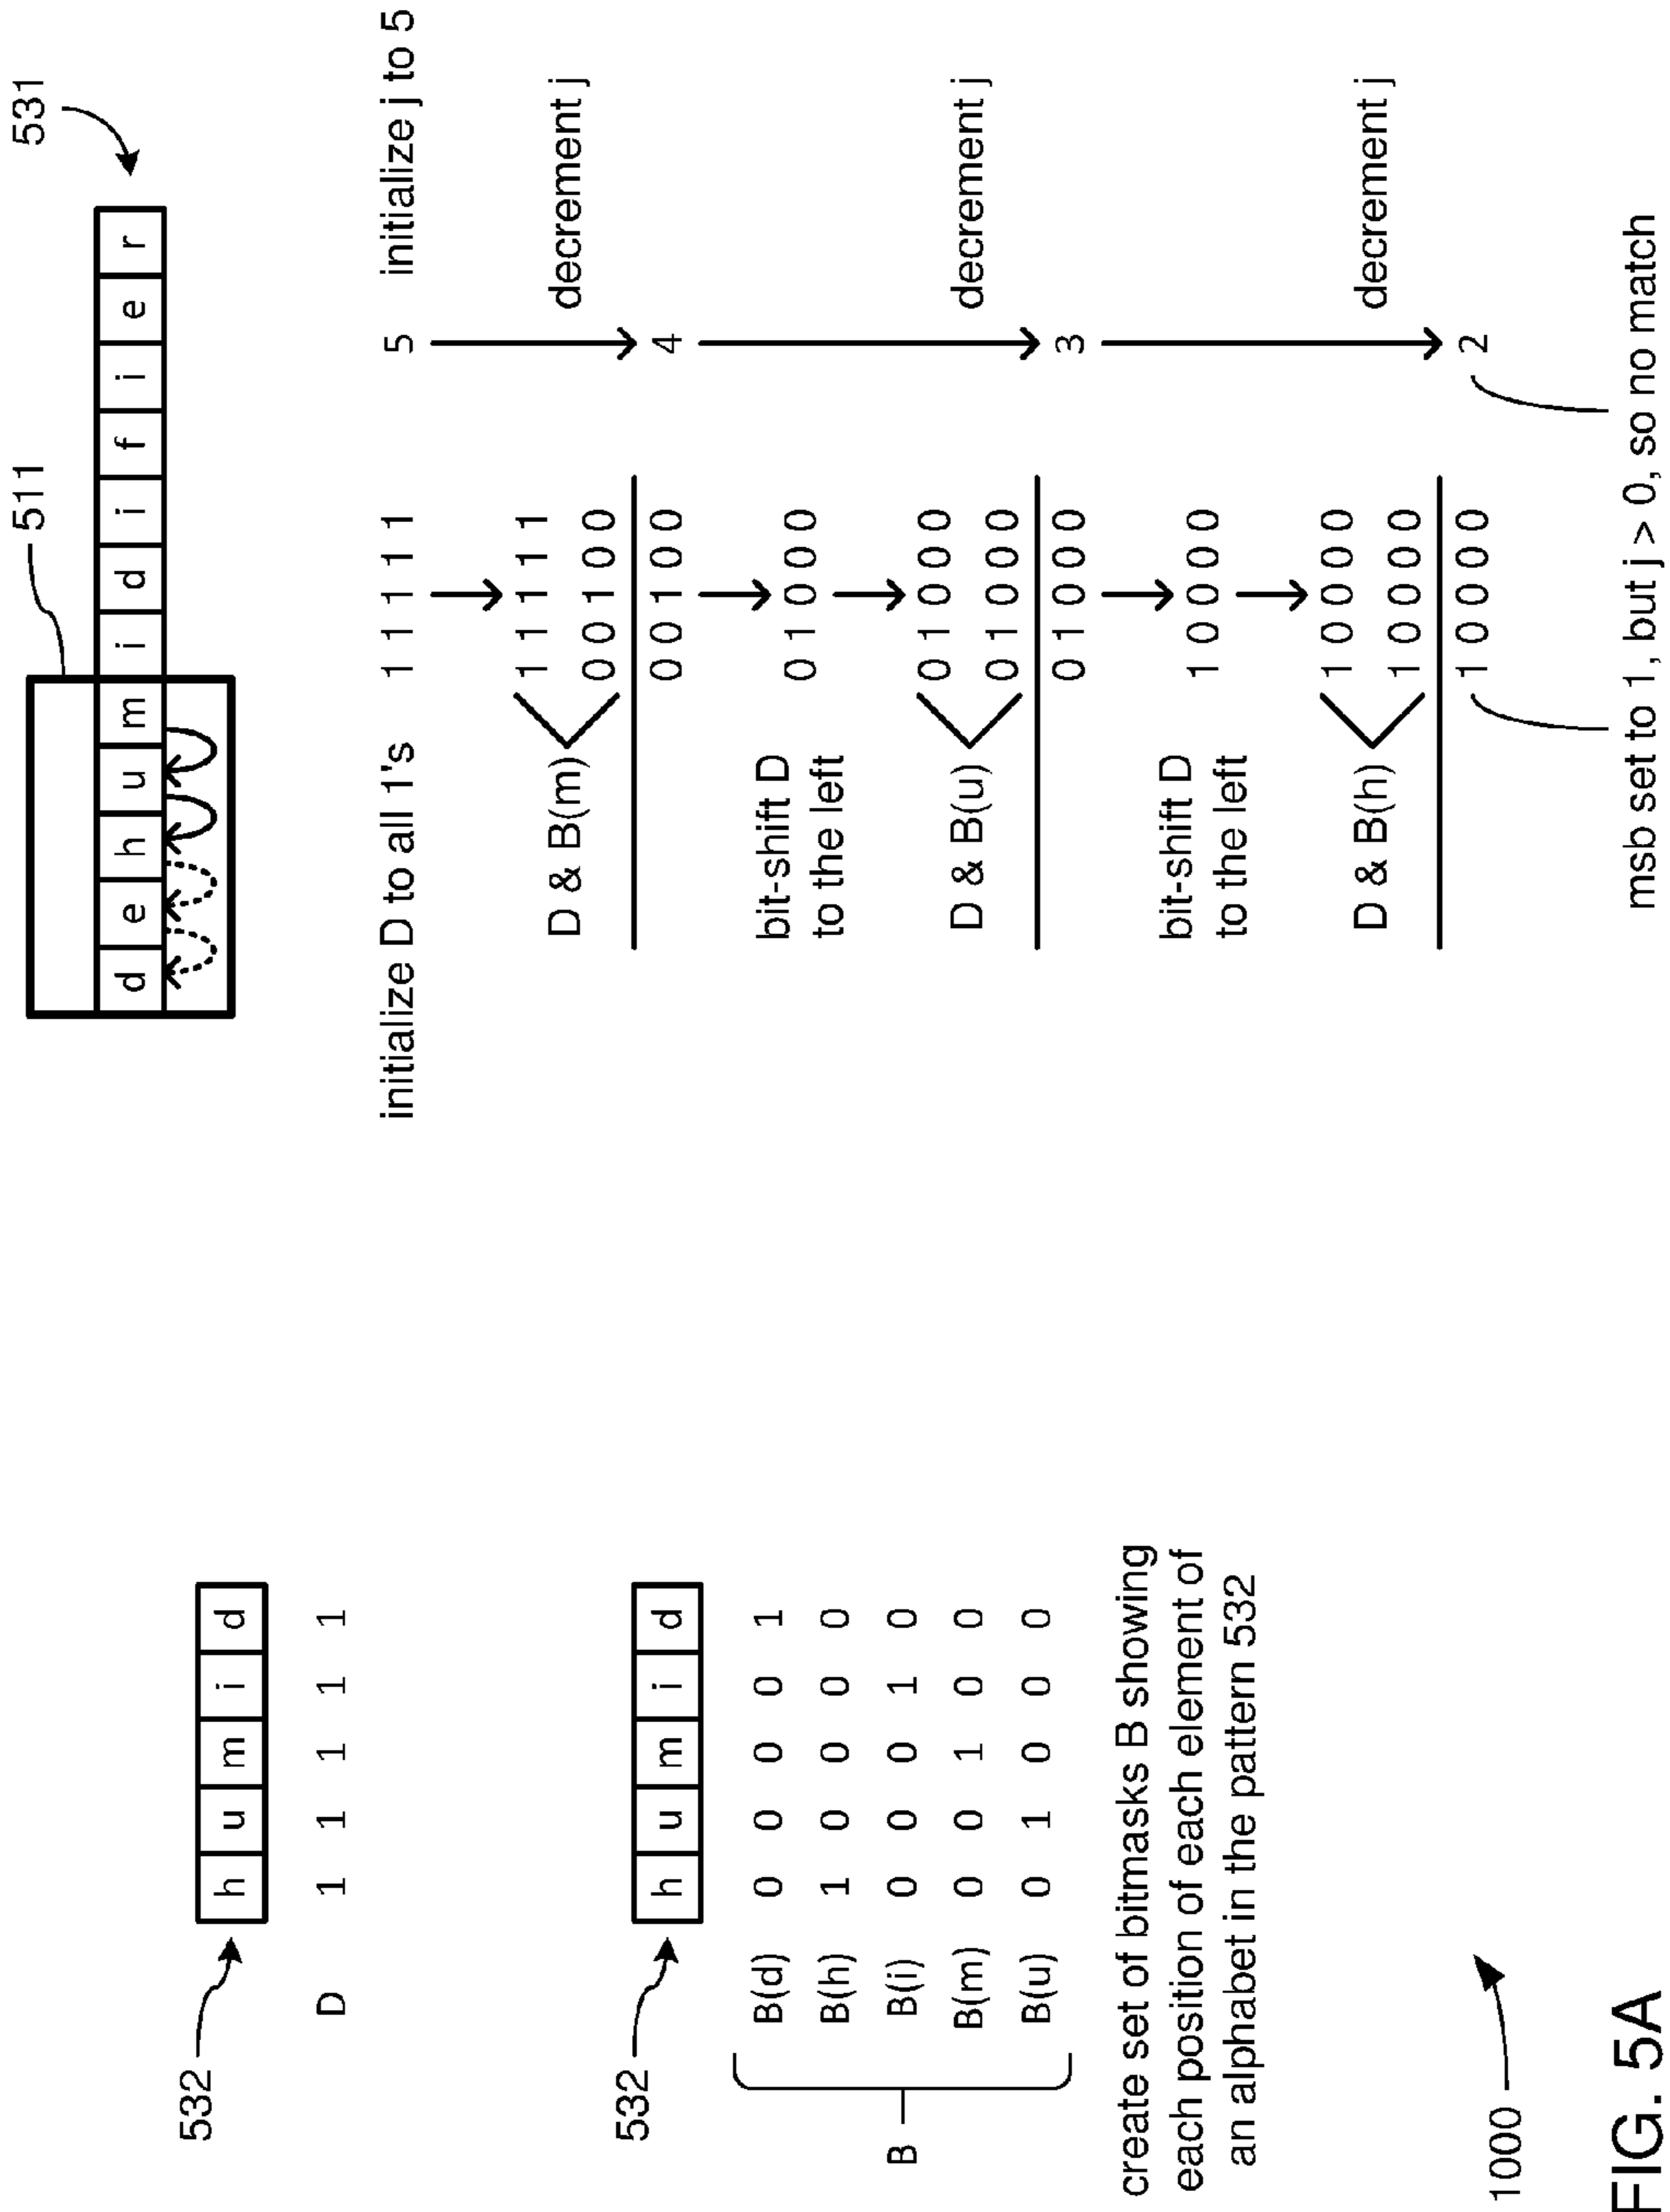 532
h u m i d
D 1 1 1 1 1
532
h u m i d
B
B(d) 0 0 0 0 1
B(h) 1 0 0 0 0
B(i) 0 0 0 1 0
B(m) 0 0 1 0 0
B(u) 0 1 0 0 0
create set of bitmasks B showing
each position of each element of
an alphabet in the pattern 532
1000
FIG. 5A
511
531
d e h u m i d i f i e r
initialize D to all 1's 1 1 1 1 1 5 initialize j to 5
D & B(m) 1 1 1 1 1 decrement j
0 0 1 0 0
0 0 1 0 0 4
bit-shift D 0 1 0 0 0
to the left
D & B(u) 0 1 0 0 0 decrement j
0 1 0 0 0
0 1 0 0 0 3
bit-shift D 1 0 0 0 0
to the left
D & B(h) 1 0 0 0 0 decrement j
1 0 0 0 0
1 0 0 0 0 2
msb set to 1, but j > 0, so no match